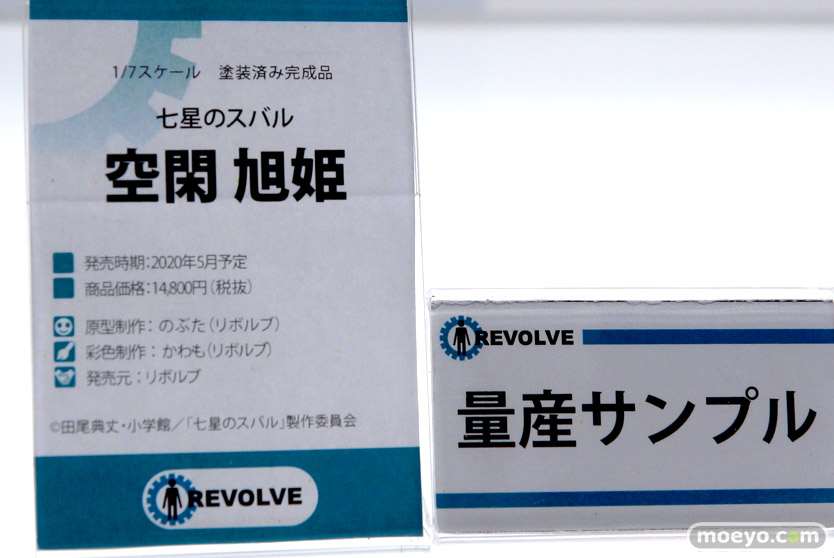 1/7スケール　塗装済み完成品
七星のスバル
空閑 旭姫
発売時期：2020年5月予定
商品価格：14,800円（税抜）
原型制作：のぶた（リボルブ）
彩色制作：かわも（リボルブ）
発売元：リボルブ
©田尾典丈・小学館／「七星のスバル」製作委員会
REVOLVE
REVOLVE
量産サンプル
moeyo.com